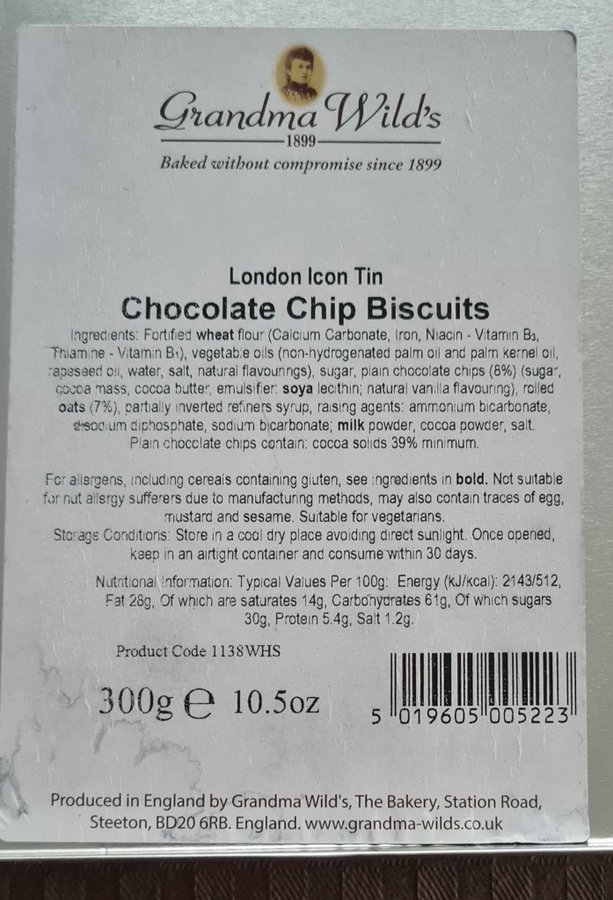 Grandma Wild's
1899
Baked without compromise since 1899
London Icon Tin
Chocolate Chip Biscuits
Ingredients: Fortified wheat flour (Calcium Carbonate, Iron, Niacin - Vitamin B₃,
Thiamine - Vitamin B₁), vegetable oils (non-hydrogenated palm oil and palm kernel oil,
rapeseed oil, water, salt, natural flavourings), sugar, plain chocolate chips (8%) (sugar,
cocoa mass, cocoa butter, emulsifier: soya lecithin; natural vanilla flavouring), rolled
oats (7%), partially inverted refiners syrup, raising agents: ammonium bicarbonate,
disodium diphosphate, sodium bicarbonate; milk powder, cocoa powder, salt.
Plain chocolate chips contain: cocoa solids 39% minimum.
For allergens, including cereals containing gluten, see ingredients in bold. Not suitable
for nut allergy sufferers due to manufacturing methods, may also contain traces of egg,
mustard and sesame. Suitable for vegetarians.
Storage Conditions: Store in a cool dry place avoiding direct sunlight. Once opened,
keep in an airtight container and consume within 30 days.
Nutritional Information: Typical Values Per 100g: Energy (kJ/kcal): 2143/512,
Fat 26g, Of which are saturates 14g, Carbohydrates 61g, Of which sugars
30g, Protein 5.4g, Salt 1.2g.
Product Code 1138WHS
300g ℮ 10.5oz
5 019605 005223
Produced in England by Grandma Wild's, The Bakery, Station Road,
Steeton, BD20 6RB. England. www.grandma-wilds.co.uk